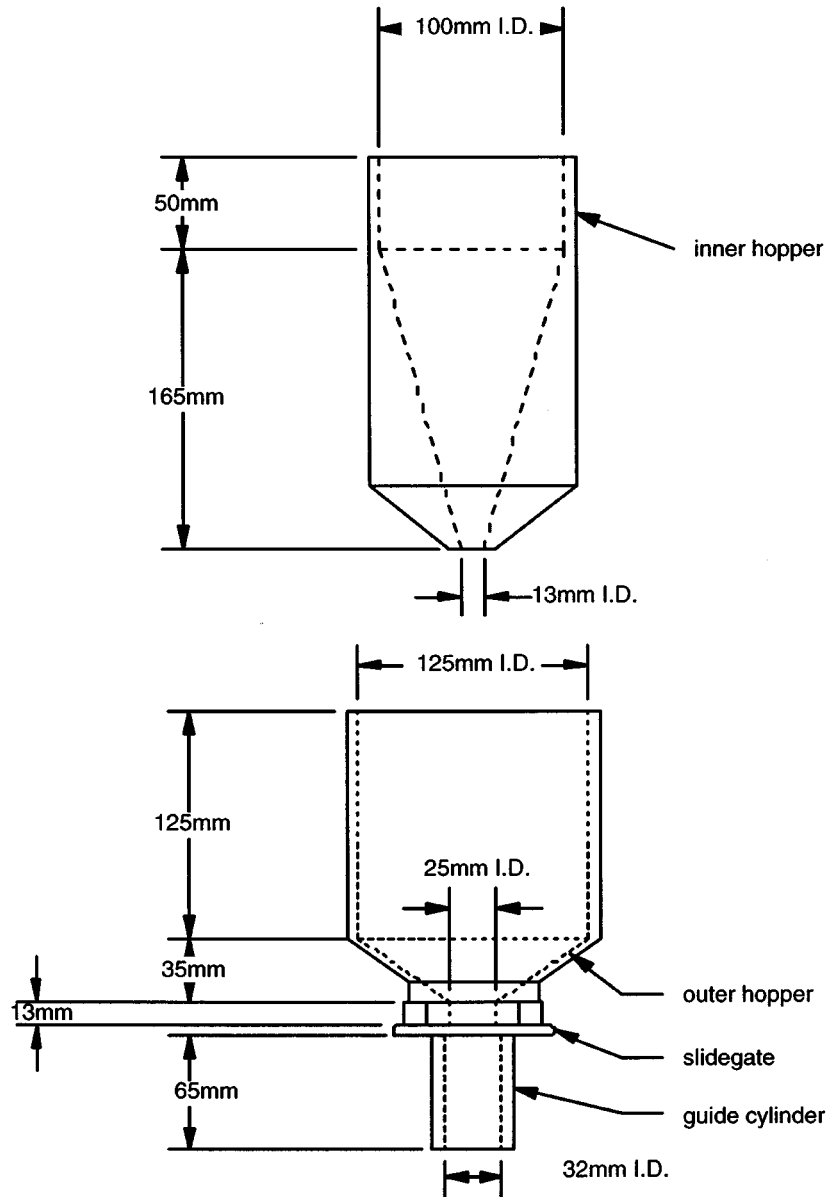 100mm I.D.
50mm
inner hopper
165mm
13mm I.D.
125mm I.D.
125mm
25mm I.D.
35mm
outer hopper
13mm
slidegate
65mm
guide cylinder
32mm I.D.